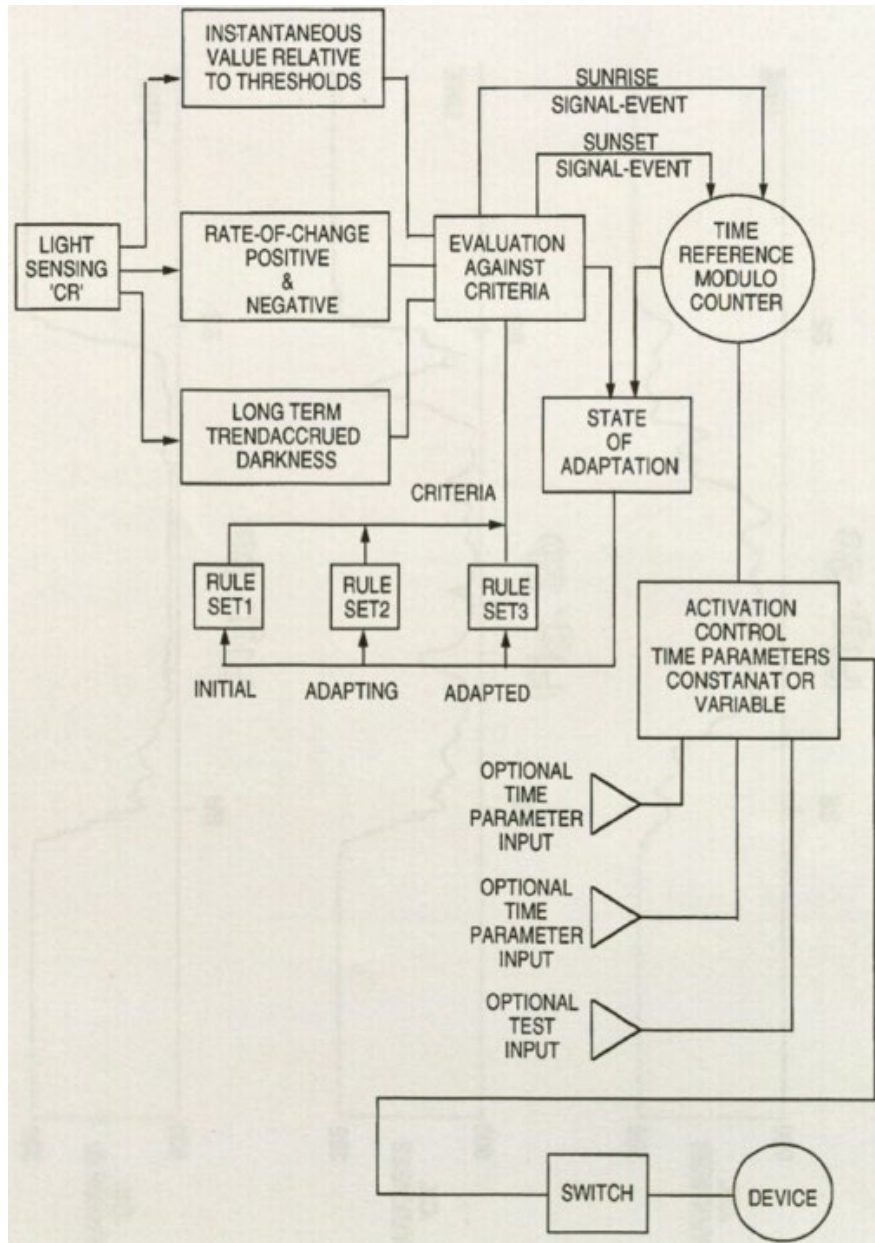 INSTANTANEOUS
VALUE RELATIVE
TO THRESHOLDS
SUNRISE
SIGNAL-EVENT
SUNSET
SIGNAL-EVENT
LIGHT
SENSING
'CR'
RATE-OF-CHANGE
POSITIVE
&
NEGATIVE
EVALUATION
AGAINST
CRITERIA
TIME
REFERENCE
MODULO
COUNTER
LONG TERM
TRENDACCRUED
DARKNESS
STATE
OF
ADAPTATION
CRITERIA
RULE
SET1
RULE
SET2
RULE
SET3
INITIAL
ADAPTING
ADAPTED
ACTIVATION
CONTROL
TIME PARAMETERS
CONSTANAT OR
VARIABLE
OPTIONAL
TIME
PARAMETER
INPUT
OPTIONAL
TIME
PARAMETER
INPUT
OPTIONAL
TEST
INPUT
SWITCH
DEVICE